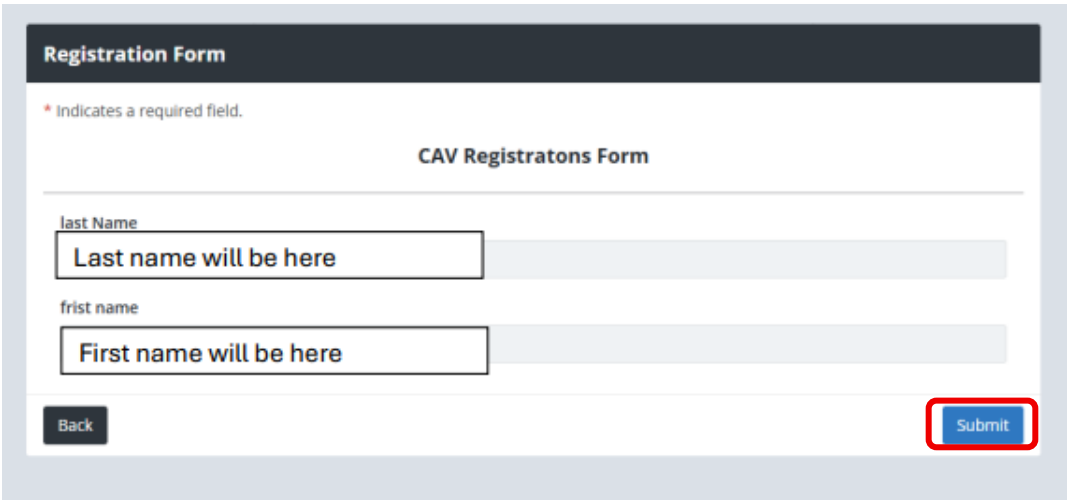 Registration Form
* Indicates a required field.
CAV Registratons Form
last Name
Last name will be here
frist name
First name will be here
Back
Submit